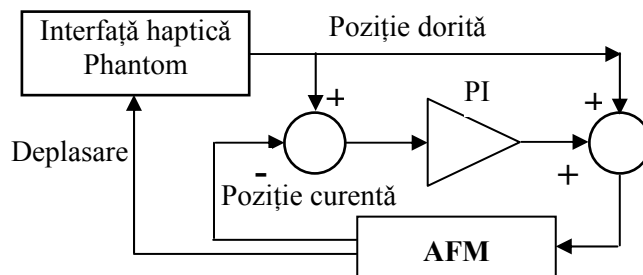 Interfață haptică
Phantom
Poziție dorită
+
PI
+
Deplasare
-
+
Poziție curentă
AFM